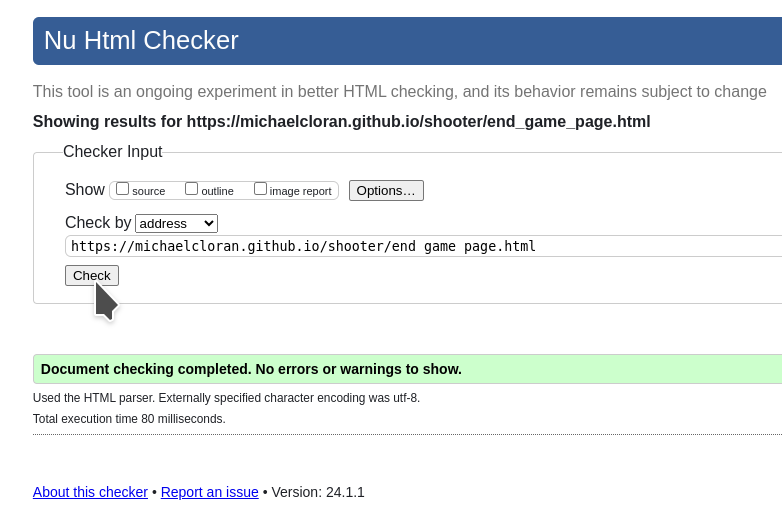 Nu Html Checker
This tool is an ongoing experiment in better HTML checking, and its behavior remains subject to change
Showing results for https://michaelcloran.github.io/shooter/end_game_page.html
Checker Input
Show source outline image report Options…
Check by address
https://michaelcloran.github.io/shooter/end_game_page.html
Check
Document checking completed. No errors or warnings to show.
Used the HTML parser. Externally specified character encoding was utf-8.
Total execution time 80 milliseconds.
About this checker • Report an issue • Version: 24.1.1